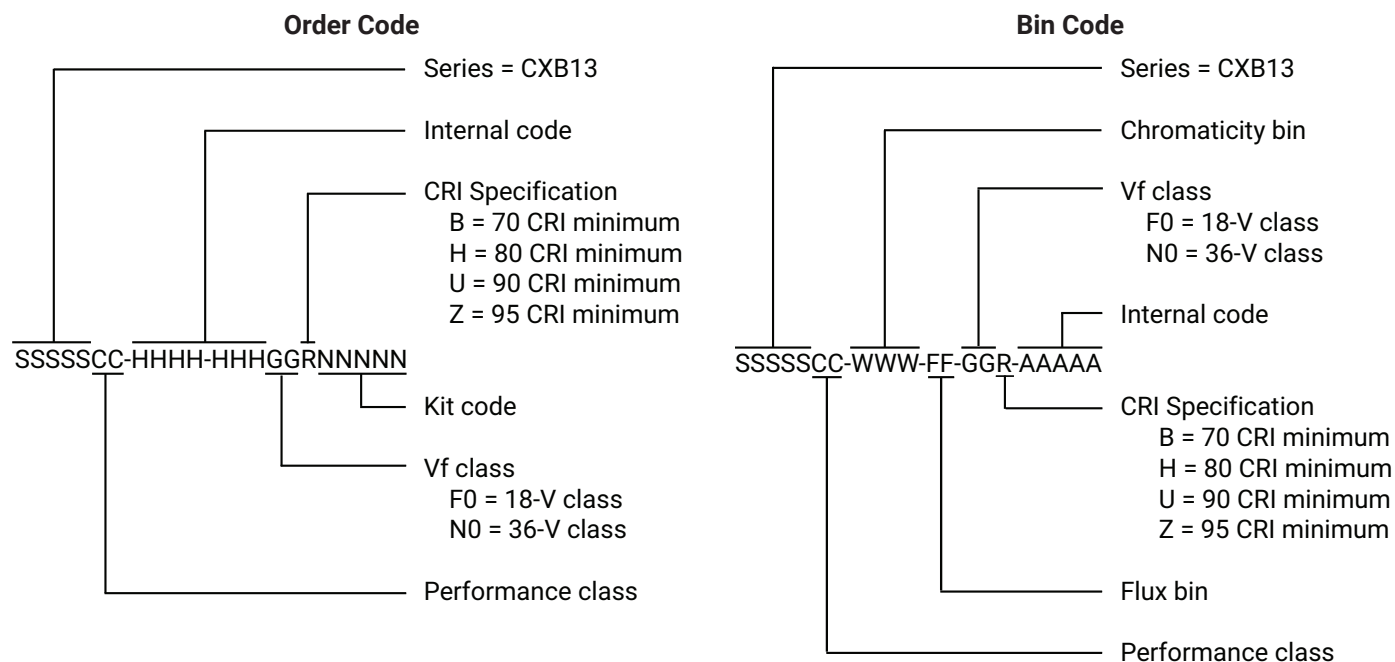 Order Code
Series = CXB13
Internal code
CRI Specification
B = 70 CRI minimum
H = 80 CRI minimum
U = 90 CRI minimum
Z = 95 CRI minimum
SSSSSCC-HHHH-HHHGGRNNNNN
Kit code
Vf class
F0 = 18-V class
N0 = 36-V class
Performance class
Bin Code
Series = CXB13
Chromaticity bin
Vf class
F0 = 18-V class
N0 = 36-V class
Internal code
SSSSSCC-WWW-FF-GGR-AAAAA
CRI Specification
B = 70 CRI minimum
H = 80 CRI minimum
U = 90 CRI minimum
Z = 95 CRI minimum
Flux bin
Performance class